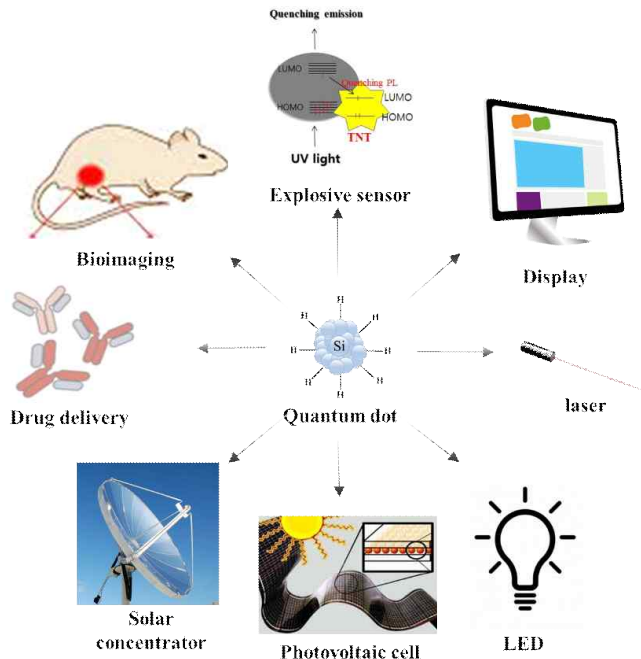 Quenching emission
LUMO
Quenching PL
LUMO
HOMO
HOMO
TNT
UV light
Explosive sensor
Bioimaging
Display
H
H
H
H
Si
H
H
H
H
Drug delivery
Quantum dot
laser
Solar
concentrator
Photovoltaic cell
LED